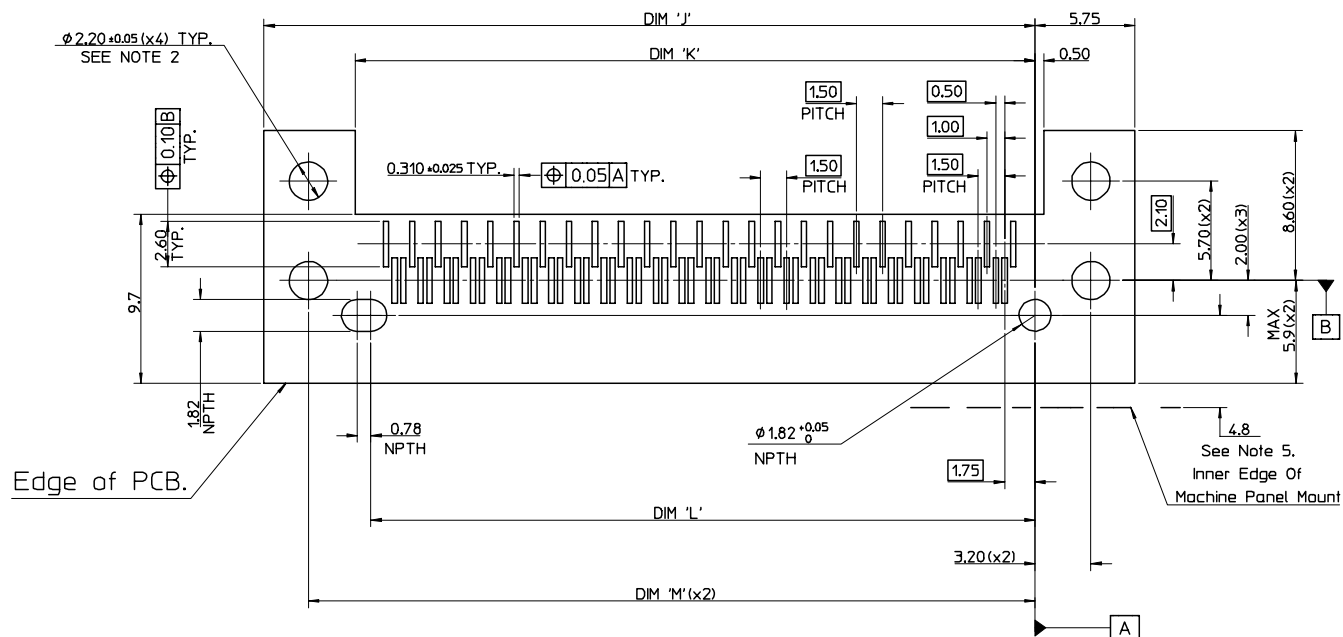 DIM 'J'
5.75
ø2.20 ±0.05 (x4) TYP.
SEE NOTE 2
DIM 'K'
0.50
1.50
PITCH
0.50
1.00
⌖ 0.10 B
TYP.
0.310 ±0.025 TYP.
⌖ 0.05 A TYP.
1.50
PITCH
1.50
PITCH
2.60
TYP.
2.10
5.70 (x2)
2.00 (x3)
8.60 (x2)
9.7
MAX
5.9 (x2)
B
1.82
NPTH
0.78
NPTH
ø1.82 +0.05
0
NPTH
4.8
See Note 5.
Inner Edge Of
Machine Panel Mount
Edge of PCB.
1.75
DIM 'L'
3.20 (x2)
DIM 'M' (x2)
A